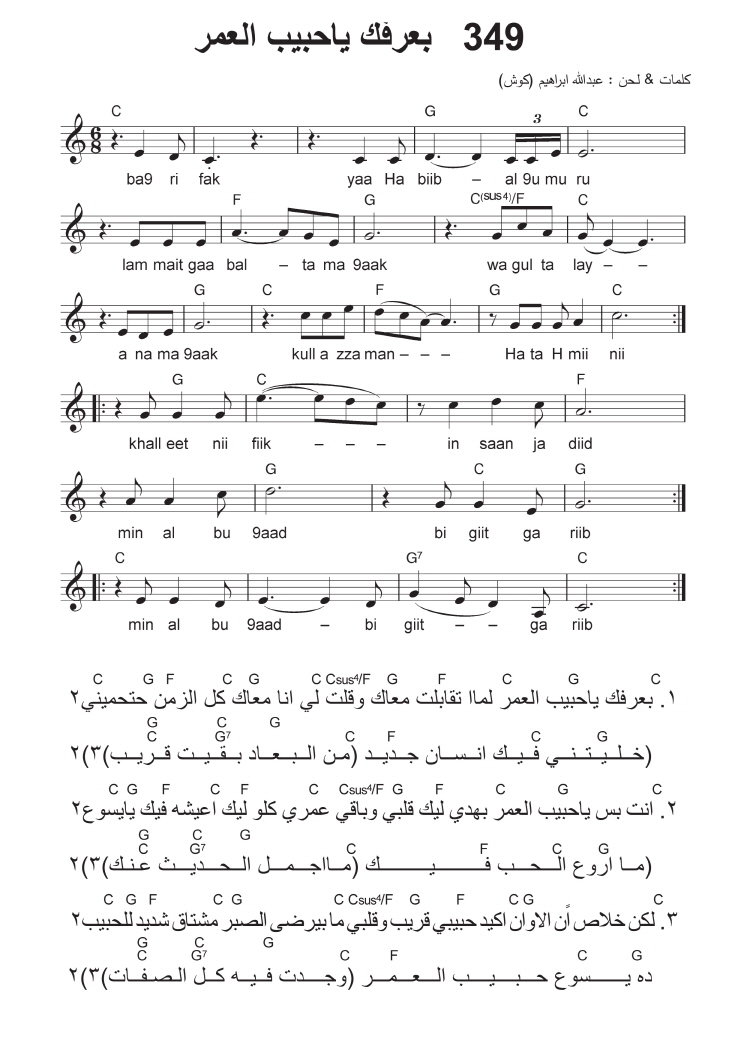 بعرفك ياحبيب العمر 349
كلمات & لحن : عبدالله ابراهيم (كوش)
C G C
6 8 3
ba9 ri fak yaa Ha biib – al 9u mu ru
F G C(sus4)/F C
lam mait gaa bal – ta ma 9aak wa gul ta lay – –
G C F G C
a na ma 9aak kull a zza man – – – Ha ta H mii nii
G C F
khall eet nii fiik – – – in saan ja diid
G C G
min al bu 9aad bi giit ga riib
C G7 C
min al bu 9aad – – bi giit – – ga riib
C G F C G C Csus4/F G F C G C
١. بعرفك ياحبيب العمر لماا تقابلت معاك وقلت لي انا معاك كل الزمن حتحميني٢
G C G
C G7 C F C G
(خلـيـتـنـي فـيـك انـسـان جـديـد (مـن الـبـعـاد بـقـيـت قـريـب)٣)٢
C G F C F C Csus4/F G F C G C
٢. انت بس ياحبيب العمر بهدي ليك قلبي وباقي عمري كلو ليك اعيشه فيك يايسوع٢
G C G
C G7 C F C G
(مـا اروع الـحـب فـيـــك (مـااجـمـل الـحـديـث عـنـك)٣)٢
C G F C G C Csus4/F G F C G C
٣. لكن خلاص اًن الاوان اكيد حبيبي قريب وقلبي ما بيرضى الصبر مشتاق شديد للحبيب٢
G C G
C G7 C F C G
ده يـسـوع حـبـيـب الـعـمـر (وجـدت فـيـه كـل الـصـفـات)٣)٢